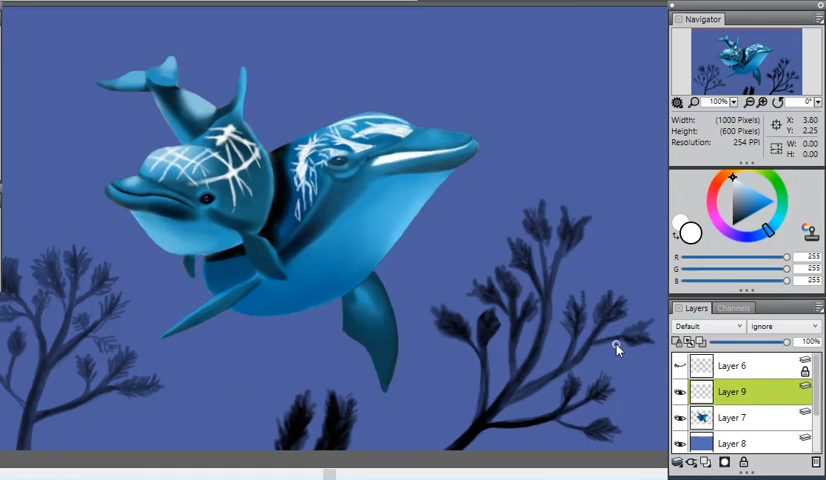 Navigator
100%
0°
Width: (1000 Pixels)
Height: (600 Pixels)
Resolution: 254 PPI
X: 3.80
Y: 2.25
W: 0.00
H: 0.00
R 255
G 255
B 255
Layers Channels
Default Ignore
100%
Layer 6
Layer 9
Layer 7
Layer 8